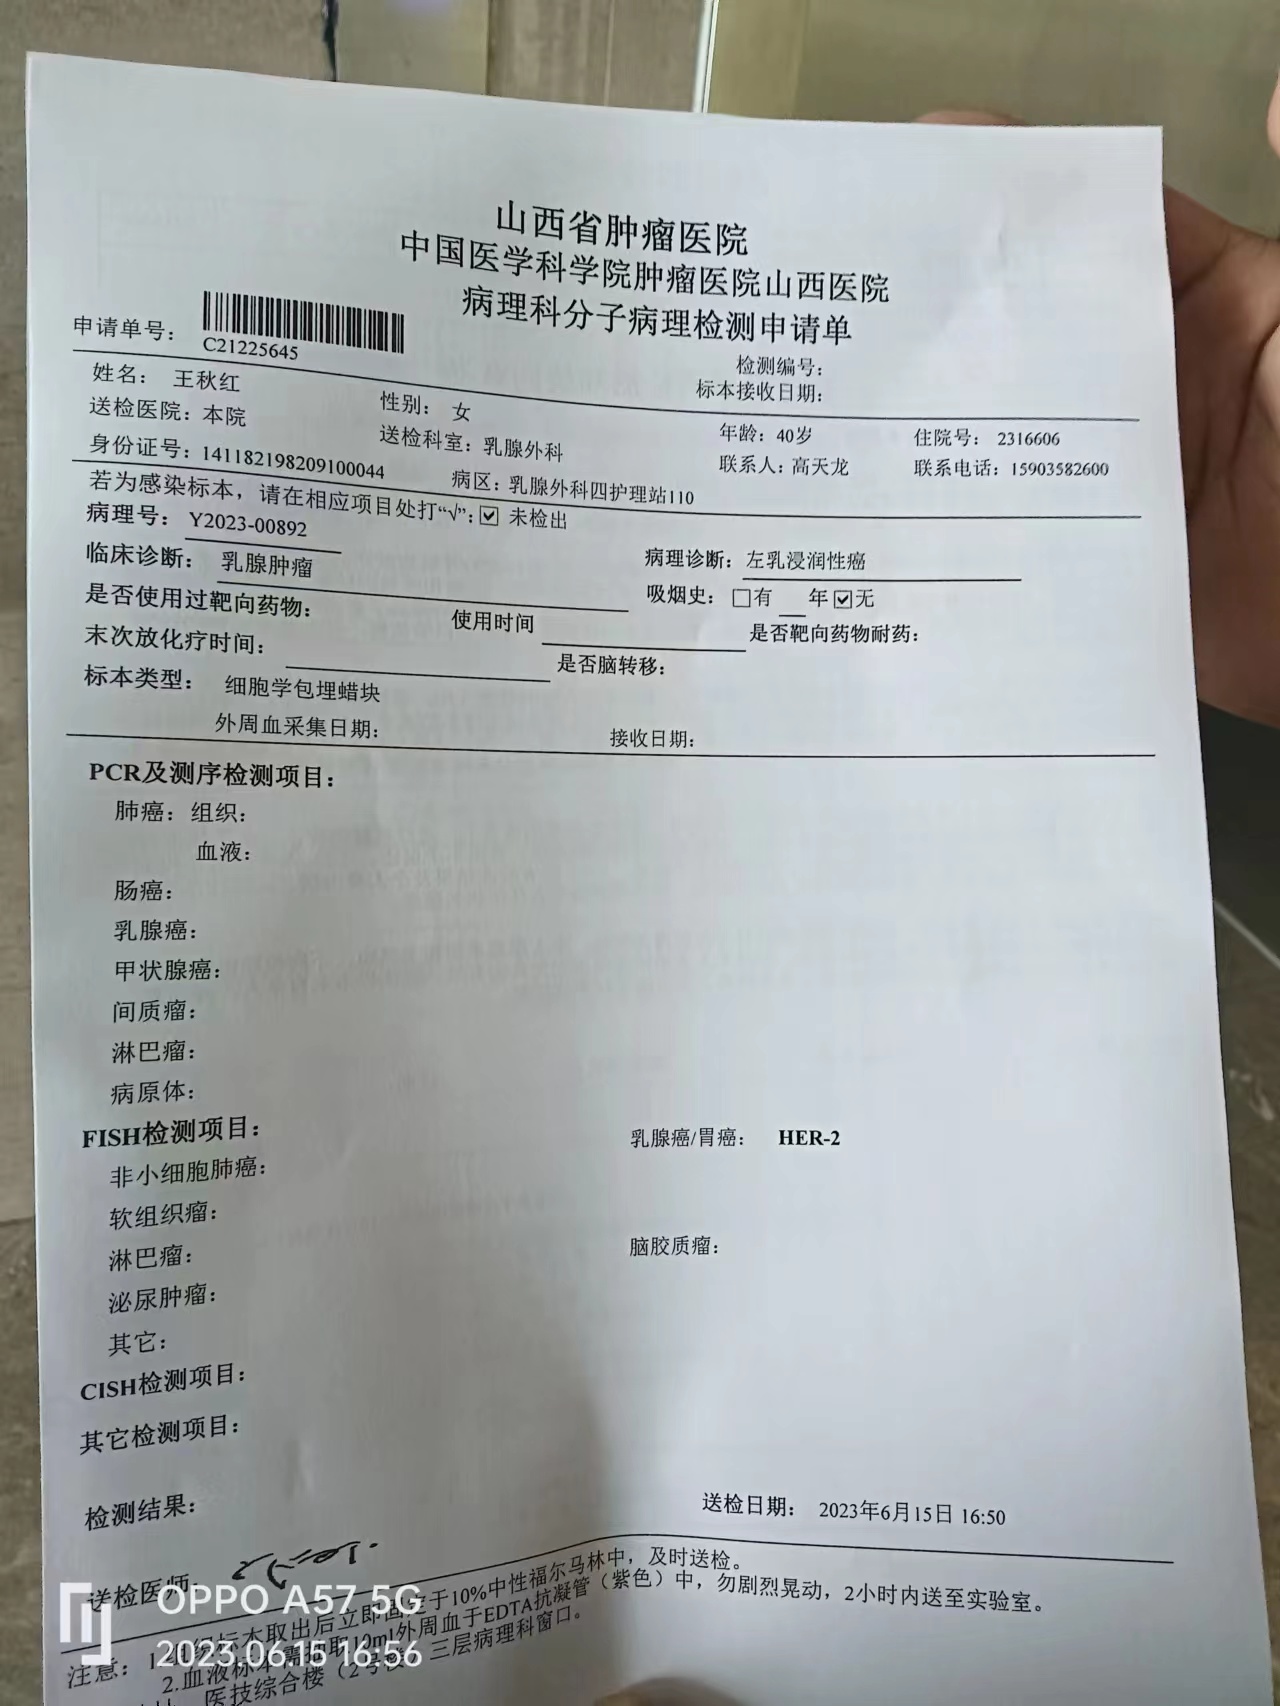 山西省肿瘤医院
中国医学科学院肿瘤医院山西医院
病理科分子病理检测申请单
申请单号：
C21225645
检测编号：
标本接收日期：
姓名： 王秋红 性别： 女 年龄：40岁 住院号： 2316606
送检医院：本院 送检科室：乳腺外科 联系人：高天龙 联系电话：15903582600
身份证号：141182198209100044 病区：乳腺外科四护理站110
若为感染标本，请在相应项目处打“√”：☑ 未检出
病理号： Y2023-00892
临床诊断： 乳腺肿瘤 病理诊断：左乳浸润性癌
是否使用过靶向药物： 使用时间 吸烟史：□有 年☑无
末次放化疗时间： 是否脑转移： 是否靶向药物耐药：
标本类型： 细胞学包埋蜡块
外周血采集日期： 接收日期：
PCR及测序检测项目：
肺癌：组织：
血液：
肠癌：
乳腺癌：
甲状腺癌：
间质瘤：
淋巴瘤：
病原体：
FISH检测项目： 乳腺癌/胃癌： HER-2
非小细胞肺癌：
软组织瘤：
淋巴瘤： 脑胶质瘤：
泌尿肿瘤：
其它：
CISH检测项目：
其它检测项目：
检测结果：
送检日期： 2023年6月15日 16:50
送检医师：
注意：1.组织标本取出后立即固定于10%中性福尔马林中，及时送检。
2.血液标本需抽取10ml外周血于EDTA抗凝管（紫色）中，勿剧烈晃动，2小时内送至实验室。
医技综合楼（2号楼）三层病理科窗口。
OPPO A57 5G
2023.06.15 16:56